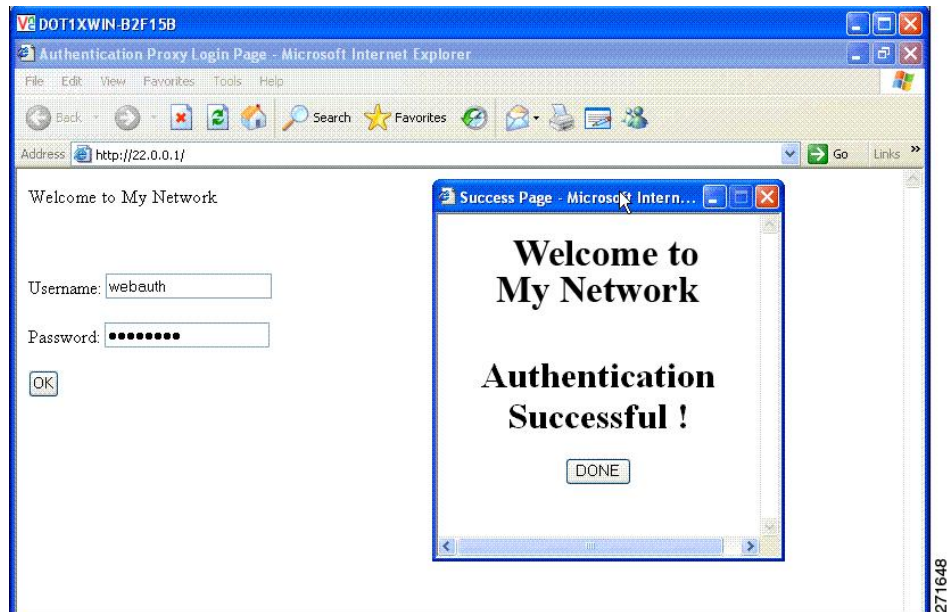 DOT1XWIN-B2F15B
Authentication Proxy Login Page - Microsoft Internet Explorer
File Edit View Favorites Tools Help
Back Search Favorites
Address http://22.0.0.1/ Go Links »
Welcome to My Network
Username: webauth
Password: ●●●●●●●●
OK
Success Page - Microsoft Intern...
Welcome to
My Network
Authentication
Successful !
DONE
271648